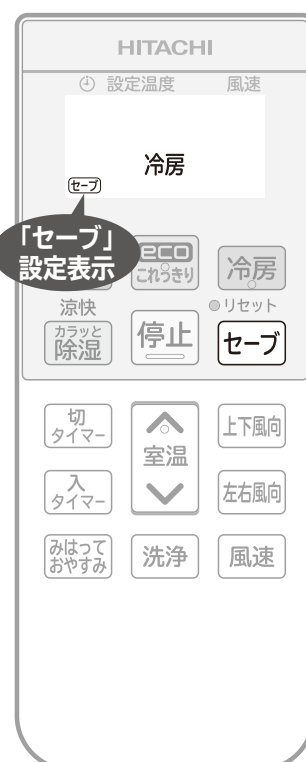 HITACHI
設定温度 風速
冷房
セーブ
「セーブ」
設定表示
eco
これっきり
冷房
涼快
カラッと
除湿
停止
リセット
セーブ
切
タイマー
室温
上下風向
入
タイマー
左右風向
みはって
おやすみ
洗浄
風速